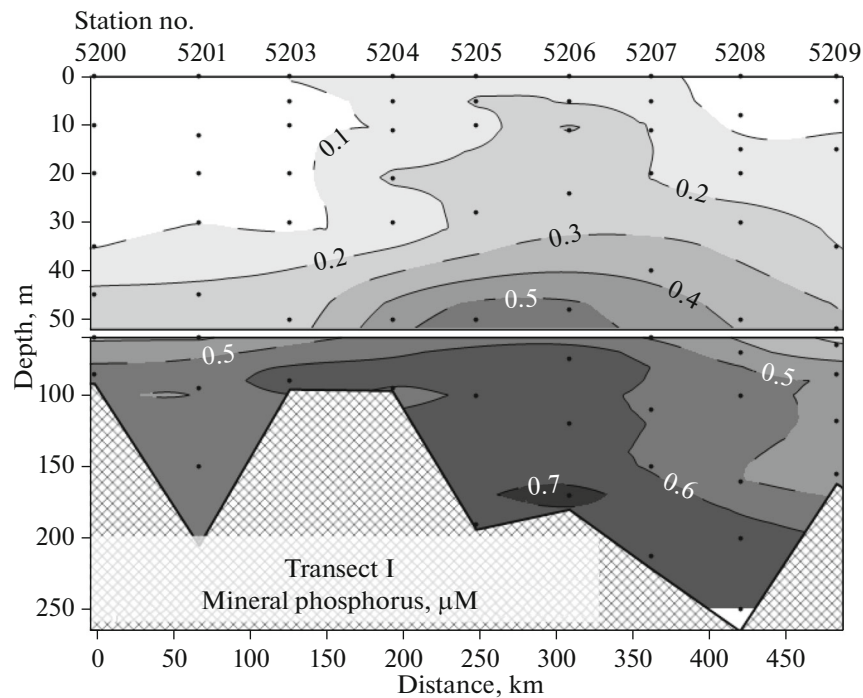 Station no.
5200 5201 5203 5204 5205 5206 5207 5208 5209
0
10
20
30
40
50
0.1
0.2
0.2
0.3
0.4
0.5
Depth, m
100
150
200
250
0.5
0.5
0.6
0.7
Transect I
Mineral phosphorus, μM
0 50 100 150 200 250 300 350 400 450
Distance, km